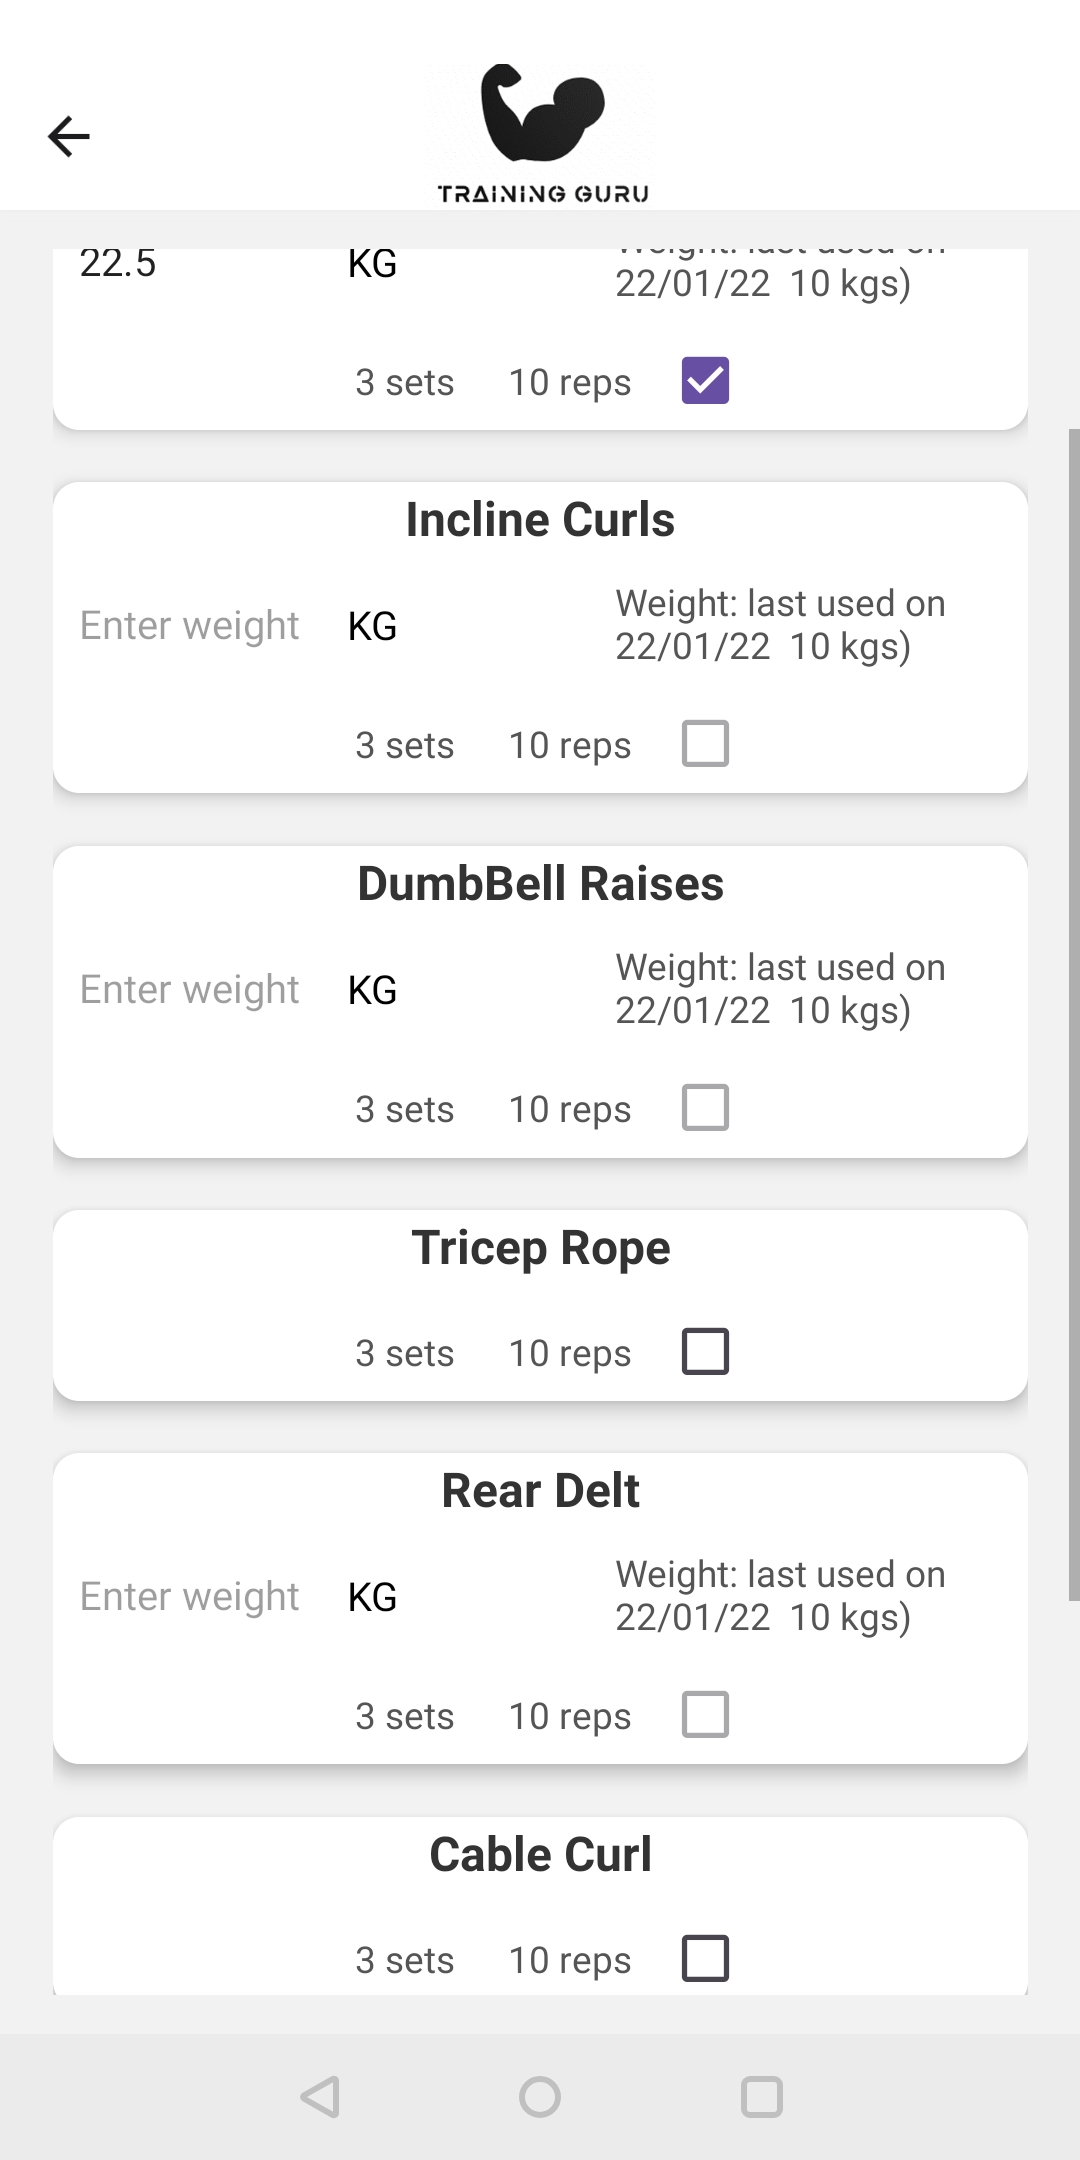 TRAINING GURU
22.5 KG Weight: last used on
22/01/22 10 kgs)
3 sets 10 reps
Incline Curls
Enter weight KG Weight: last used on
22/01/22 10 kgs)
3 sets 10 reps
DumbBell Raises
Enter weight KG Weight: last used on
22/01/22 10 kgs)
3 sets 10 reps
Tricep Rope
3 sets 10 reps
Rear Delt
Enter weight KG Weight: last used on
22/01/22 10 kgs)
3 sets 10 reps
Cable Curl
3 sets 10 reps